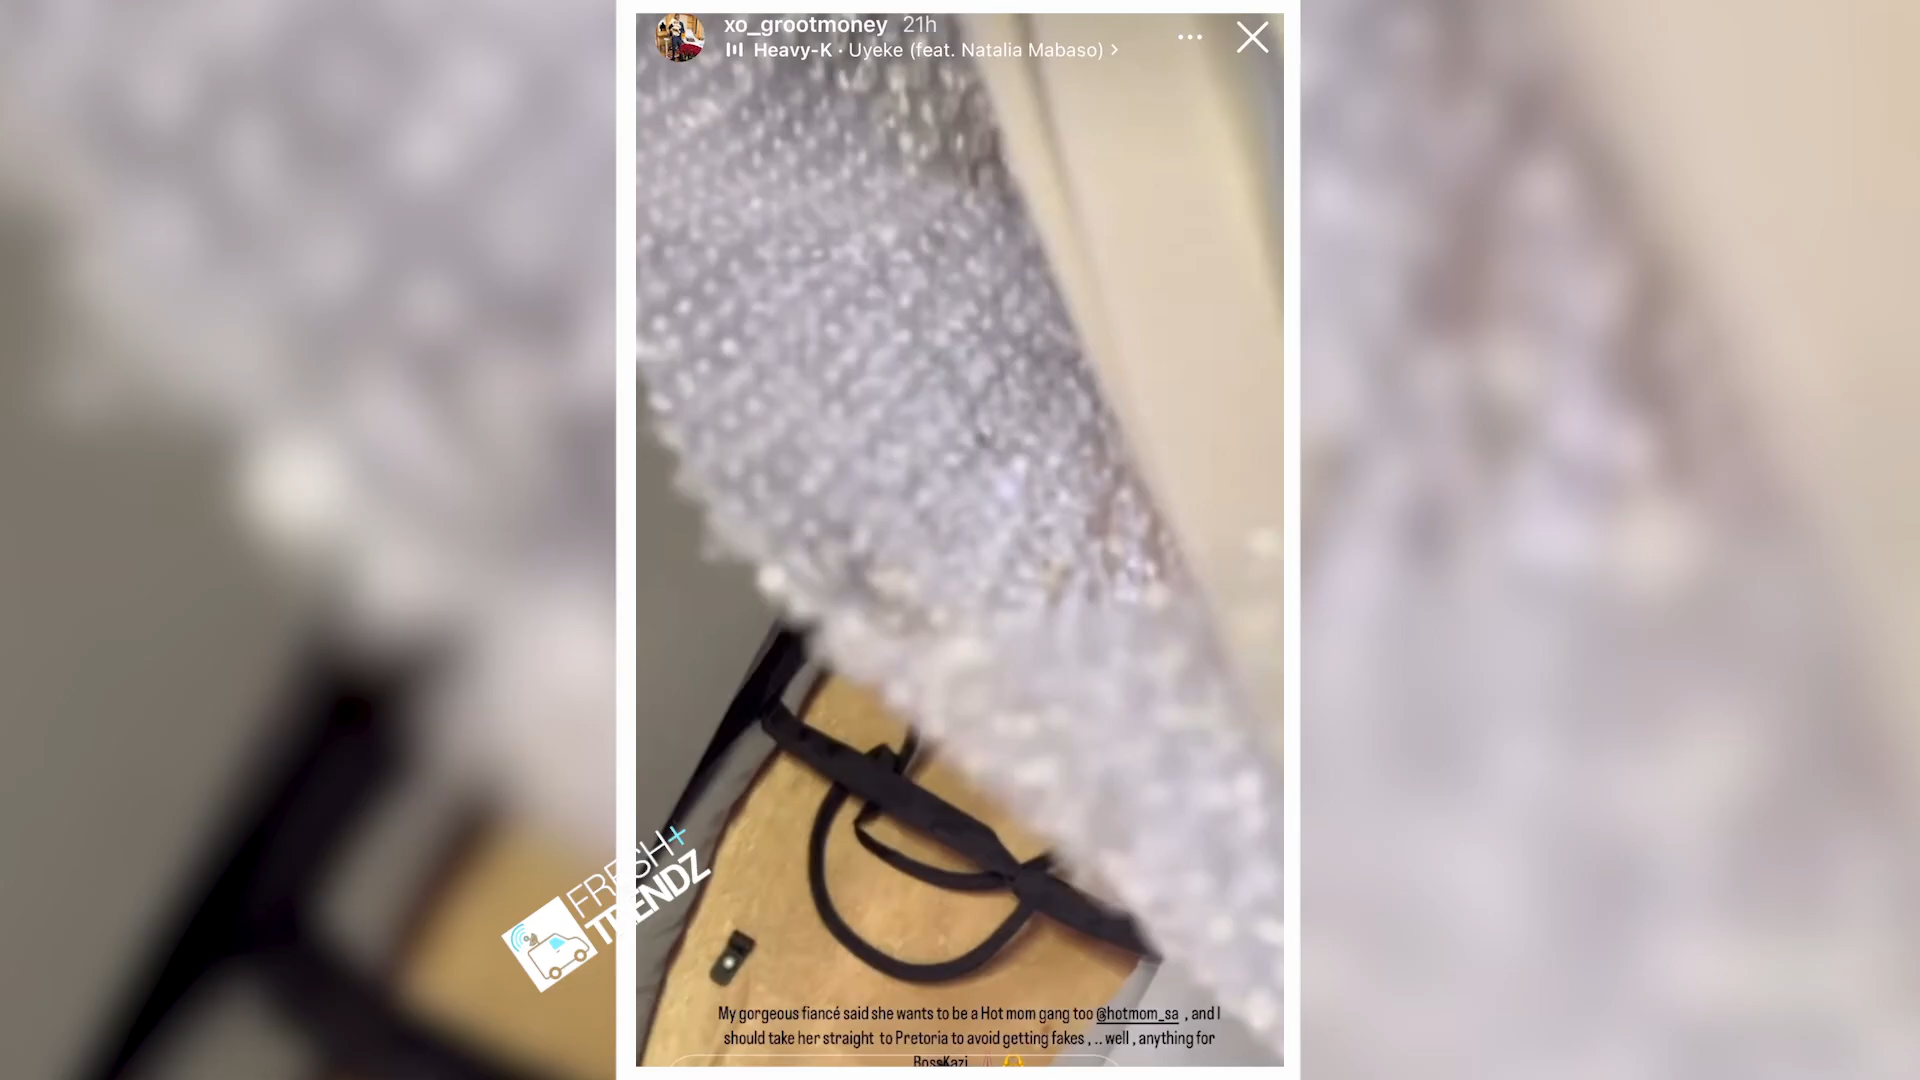 xo_grootmoney 21h
Heavy-K · Uyeke (feat. Natalia Mabaso) >
FRESH+
TRENDZ
My gorgeous fiancé said she wants to be a Hot mom gang too @hotmom_sa , and I
should take her straight to Pretoria to avoid getting fakes , .. well , anything for
BossKazi